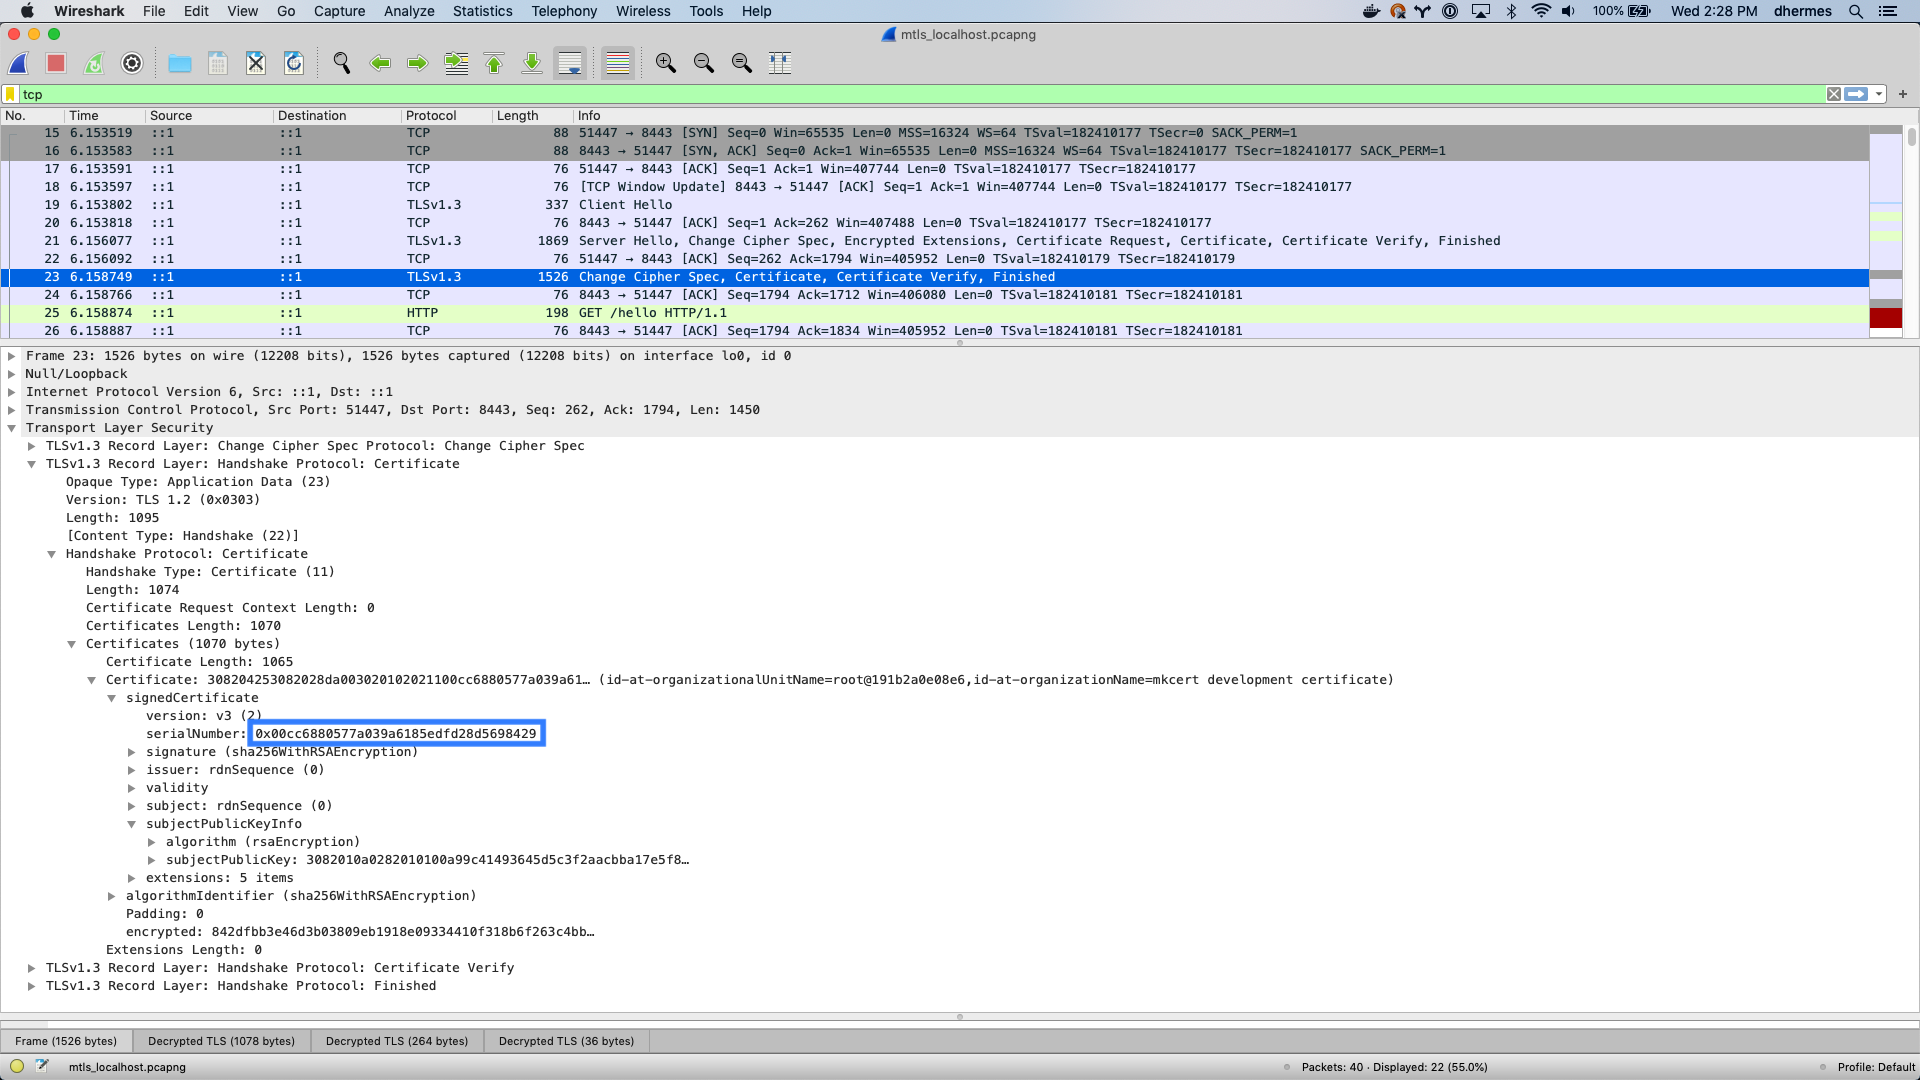 Wireshark File Edit View Go Capture Analyze Statistics Telephony Wireless Tools Help 100% Wed 2:28 PM dhermes
mtls_localhost.pcapng
tcp
No. Time Source Destination Protocol Length Info
15 6.153519 ::1 ::1 TCP 88 51447 → 8443 [SYN] Seq=0 Win=65535 Len=0 MSS=16324 WS=64 TSval=182410177 TSecr=0 SACK_PERM=1
16 6.153583 ::1 ::1 TCP 88 8443 → 51447 [SYN, ACK] Seq=0 Ack=1 Win=65535 Len=0 MSS=16324 WS=64 TSval=182410177 TSecr=182410177 SACK_PERM=1
17 6.153591 ::1 ::1 TCP 76 51447 → 8443 [ACK] Seq=1 Ack=1 Win=407744 Len=0 TSval=182410177 TSecr=182410177
18 6.153597 ::1 ::1 TCP 76 [TCP Window Update] 8443 → 51447 [ACK] Seq=1 Ack=1 Win=407744 Len=0 TSval=182410177 TSecr=182410177
19 6.153802 ::1 ::1 TLSv1.3 337 Client Hello
20 6.153818 ::1 ::1 TCP 76 8443 → 51447 [ACK] Seq=1 Ack=262 Win=407488 Len=0 TSval=182410177 TSecr=182410177
21 6.156077 ::1 ::1 TLSv1.3 1869 Server Hello, Change Cipher Spec, Encrypted Extensions, Certificate Request, Certificate, Certificate Verify, Finished
22 6.156092 ::1 ::1 TCP 76 51447 → 8443 [ACK] Seq=262 Ack=1794 Win=405952 Len=0 TSval=182410179 TSecr=182410179
23 6.158749 ::1 ::1 TLSv1.3 1526 Change Cipher Spec, Certificate, Certificate Verify, Finished
24 6.158766 ::1 ::1 TCP 76 8443 → 51447 [ACK] Seq=1794 Ack=1712 Win=406080 Len=0 TSval=182410181 TSecr=182410181
25 6.158874 ::1 ::1 HTTP 198 GET /hello HTTP/1.1
26 6.158887 ::1 ::1 TCP 76 8443 → 51447 [ACK] Seq=1794 Ack=1834 Win=405952 Len=0 TSval=182410181 TSecr=182410181
Frame 23: 1526 bytes on wire (12208 bits), 1526 bytes captured (12208 bits) on interface lo0, id 0
Null/Loopback
Internet Protocol Version 6, Src: ::1, Dst: ::1
Transmission Control Protocol, Src Port: 51447, Dst Port: 8443, Seq: 262, Ack: 1794, Len: 1450
Transport Layer Security
TLSv1.3 Record Layer: Change Cipher Spec Protocol: Change Cipher Spec
TLSv1.3 Record Layer: Handshake Protocol: Certificate
Opaque Type: Application Data (23)
Version: TLS 1.2 (0x0303)
Length: 1095
[Content Type: Handshake (22)]
Handshake Protocol: Certificate
Handshake Type: Certificate (11)
Length: 1074
Certificate Request Context Length: 0
Certificates Length: 1070
Certificates (1070 bytes)
Certificate Length: 1065
Certificate: 308204253082028da003020102021100cc6880577a039a61… (id-at-organizationalUnitName=root@191b2a0e08e6,id-at-organizationName=mkcert development certificate)
signedCertificate
version: v3 (2)
serialNumber: 0x00cc6880577a039a6185edfd28d5698429
signature (sha256WithRSAEncryption)
issuer: rdnSequence (0)
validity
subject: rdnSequence (0)
subjectPublicKeyInfo
algorithm (rsaEncryption)
subjectPublicKey: 3082010a0282010100a99c41493645d5c3f2aacbba17e5f8…
extensions: 5 items
algorithmIdentifier (sha256WithRSAEncryption)
Padding: 0
encrypted: 842dfbb3e46d3b03809eb1918e09334410f318b6f263c4bb…
Extensions Length: 0
TLSv1.3 Record Layer: Handshake Protocol: Certificate Verify
TLSv1.3 Record Layer: Handshake Protocol: Finished
Frame (1526 bytes) Decrypted TLS (1078 bytes) Decrypted TLS (264 bytes) Decrypted TLS (36 bytes)
mtls_localhost.pcapng Packets: 40 · Displayed: 22 (55.0%) Profile: Default